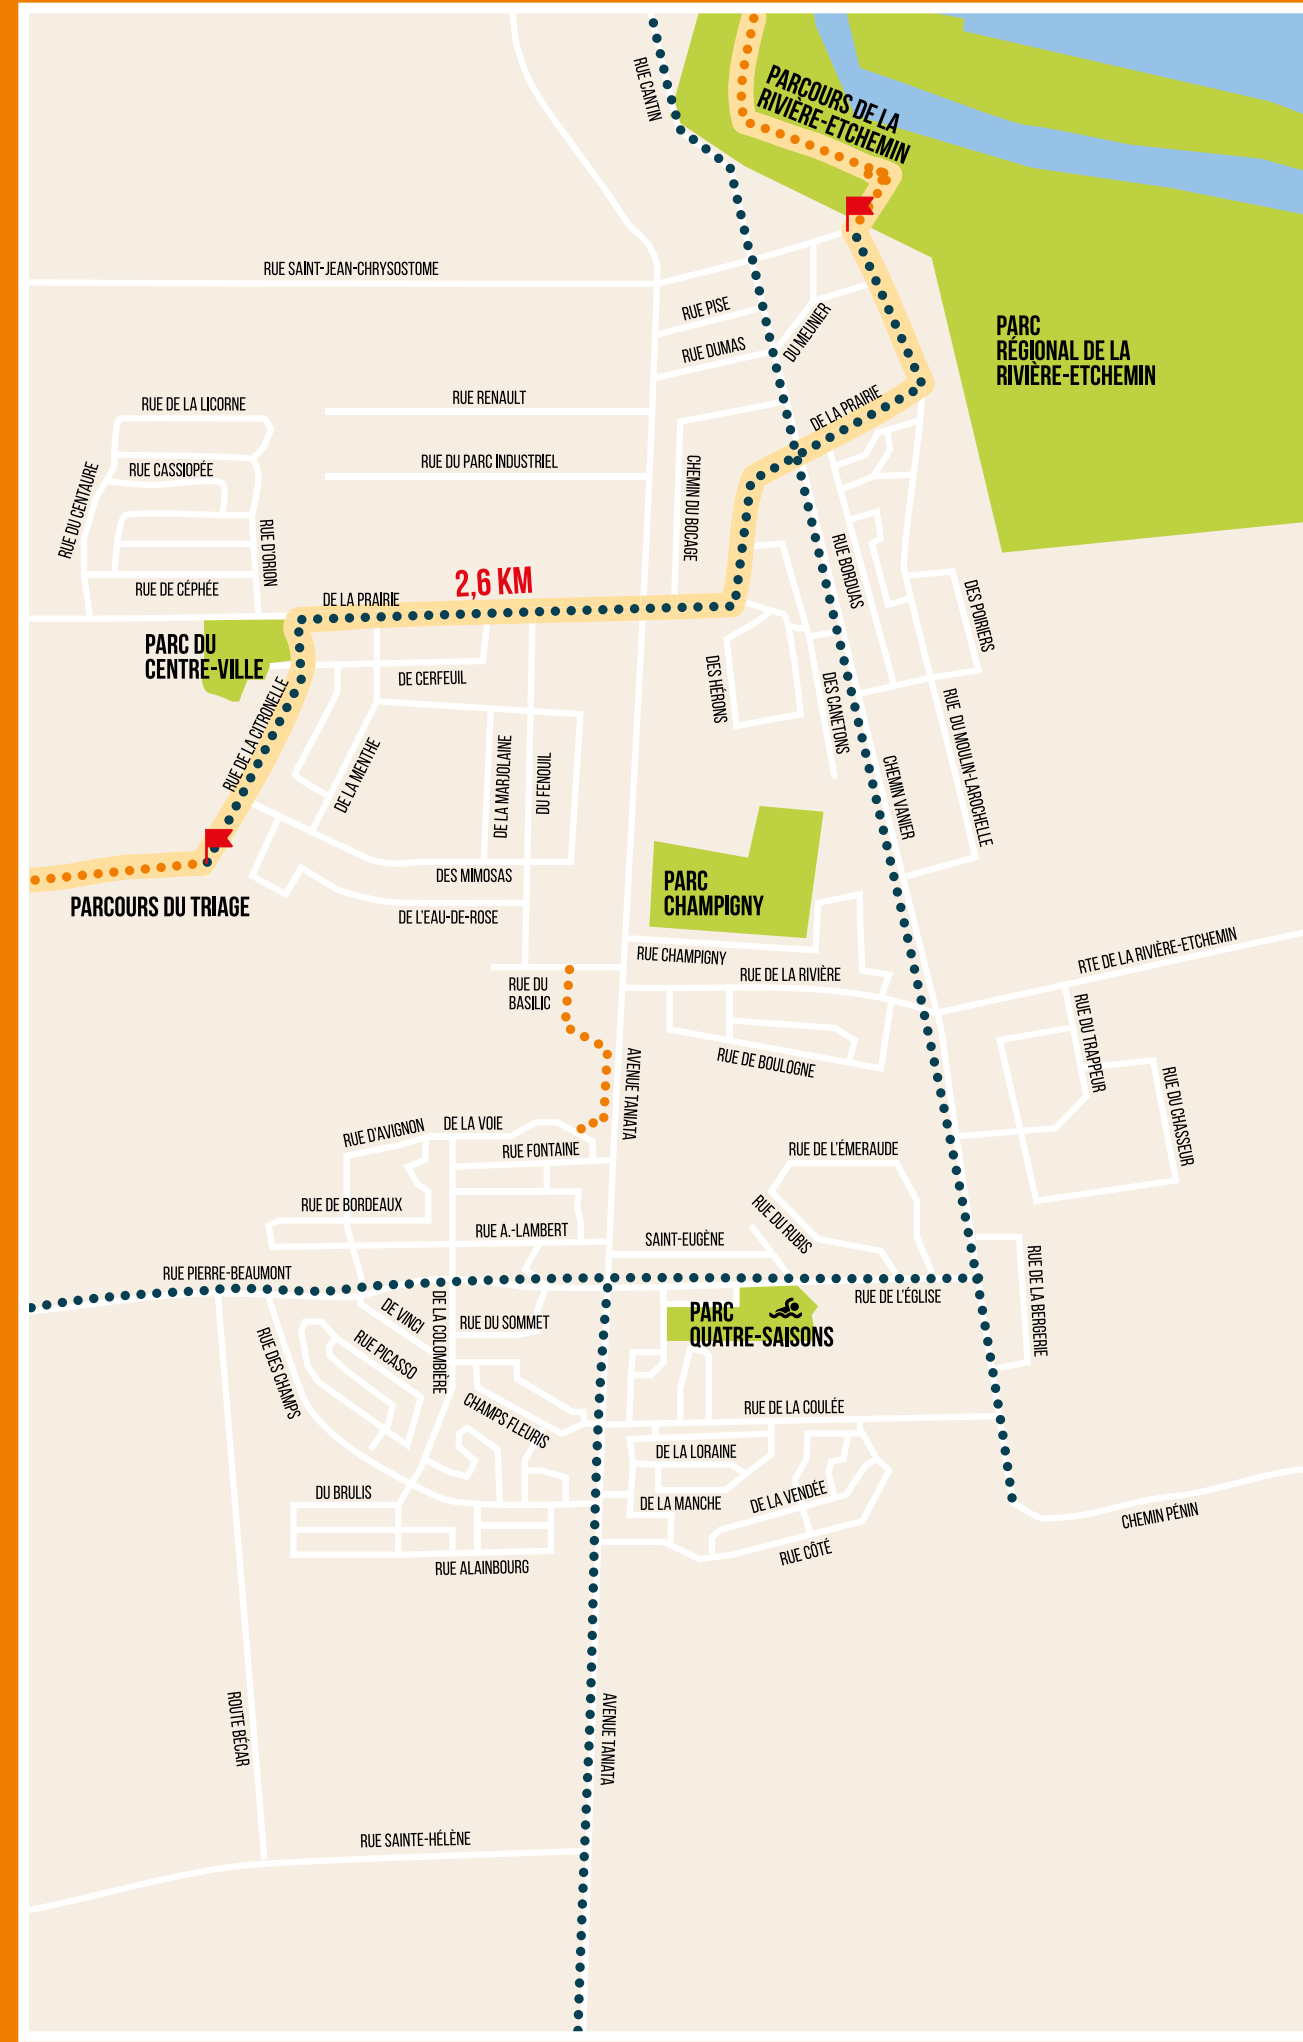 RUE CANTIN
PARCOURS DE LA
RIVIÈRE-ETCHEMIN
RUE SAINT-JEAN-CHRYSOSTOME
RUE PISE
RUE DUMAS
DU MEUNIER
PARC
RÉGIONAL DE LA
RIVIÈRE-ETCHEMIN
RUE DE LA LICORNE
RUE RENAULT
DE LA PRAIRIE
RUE CASSIOPÉE
RUE DU PARC INDUSTRIEL
RUE DU CENTAURE
CHEMIN DU BOCAGE
RUE D'ORION
RUE BORDUAS
RUE DE CÉPHÉE
2,6 KM
DE LA PRAIRIE
DES POIRIERS
PARC DU
CENTRE-VILLE
DE CERFEUIL
DES HÉRONS
DES CANETONS
RUE DU MOULIN-LAROCHELLE
RUE DE LA CITRONELLE
DE LA MENTHE
DE LA MARJOLAINE
DU FENOUIL
CHEMIN VANIER
PARC
CHAMPIGNY
DES MIMOSAS
PARCOURS DU TRIAGE
DE L'EAU-DE-ROSE
RUE CHAMPIGNY
RTE DE LA RIVIÈRE-ETCHEMIN
RUE DE LA RIVIÈRE
RUE DU
BASILIC
RUE DU TRAPPEUR
RUE DE BOULOGNE
AVENUE TANIATA
RUE DU CHASSEUR
RUE D'AVIGNON
DE LA VOIE
RUE FONTAINE
RUE DE L'ÉMERAUDE
RUE DE BORDEAUX
RUE DU RUBIS
RUE A.-LAMBERT
SAINT-EUGÈNE
RUE PIERRE-BEAUMONT
RUE DE LA BERGERIE
RUE DE L'ÉGLISE
DE VINCI
DE LA COLOMBIÈRE
RUE DU SOMMET
PARC
QUATRE-SAISONS
RUE DES CHAMPS
RUE PICASSO
CHAMPS FLEURIS
RUE DE LA COULÉE
DE LA LORAINE
DU BRULIS
DE LA MANCHE
DE LA VENDÉE
CHEMIN PÉNIN
RUE CÔTÉ
RUE ALAINBOURG
ROUTE BÉCAR
AVENUE TANIATA
RUE SAINTE-HÉLÈNE